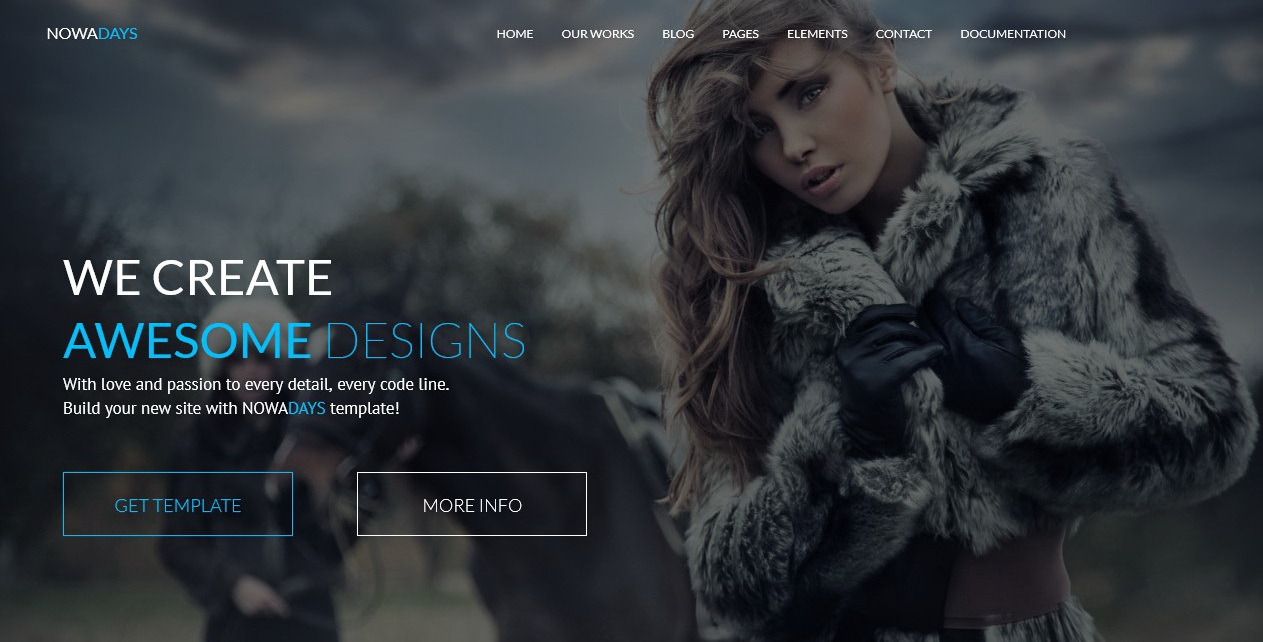 NOWADAYS
HOME OUR WORKS BLOG PAGES ELEMENTS CONTACT DOCUMENTATION
WE CREATE
AWESOME DESIGNS
With love and passion to every detail, every code line.
Build your new site with NOWADAYS template!
GET TEMPLATE MORE INFO